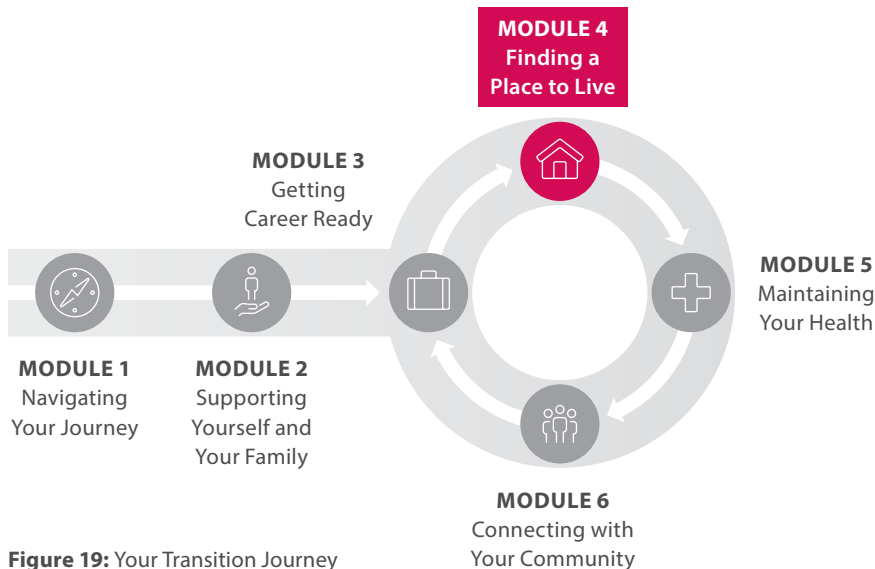 MODULE 4
Finding a
Place to Live
MODULE 3
Getting
Career Ready
MODULE 5
Maintaining
Your Health
MODULE 1
Navigating
Your Journey
MODULE 2
Supporting
Yourself and
Your Family
MODULE 6
Connecting with
Your Community
Figure 19: Your Transition Journey